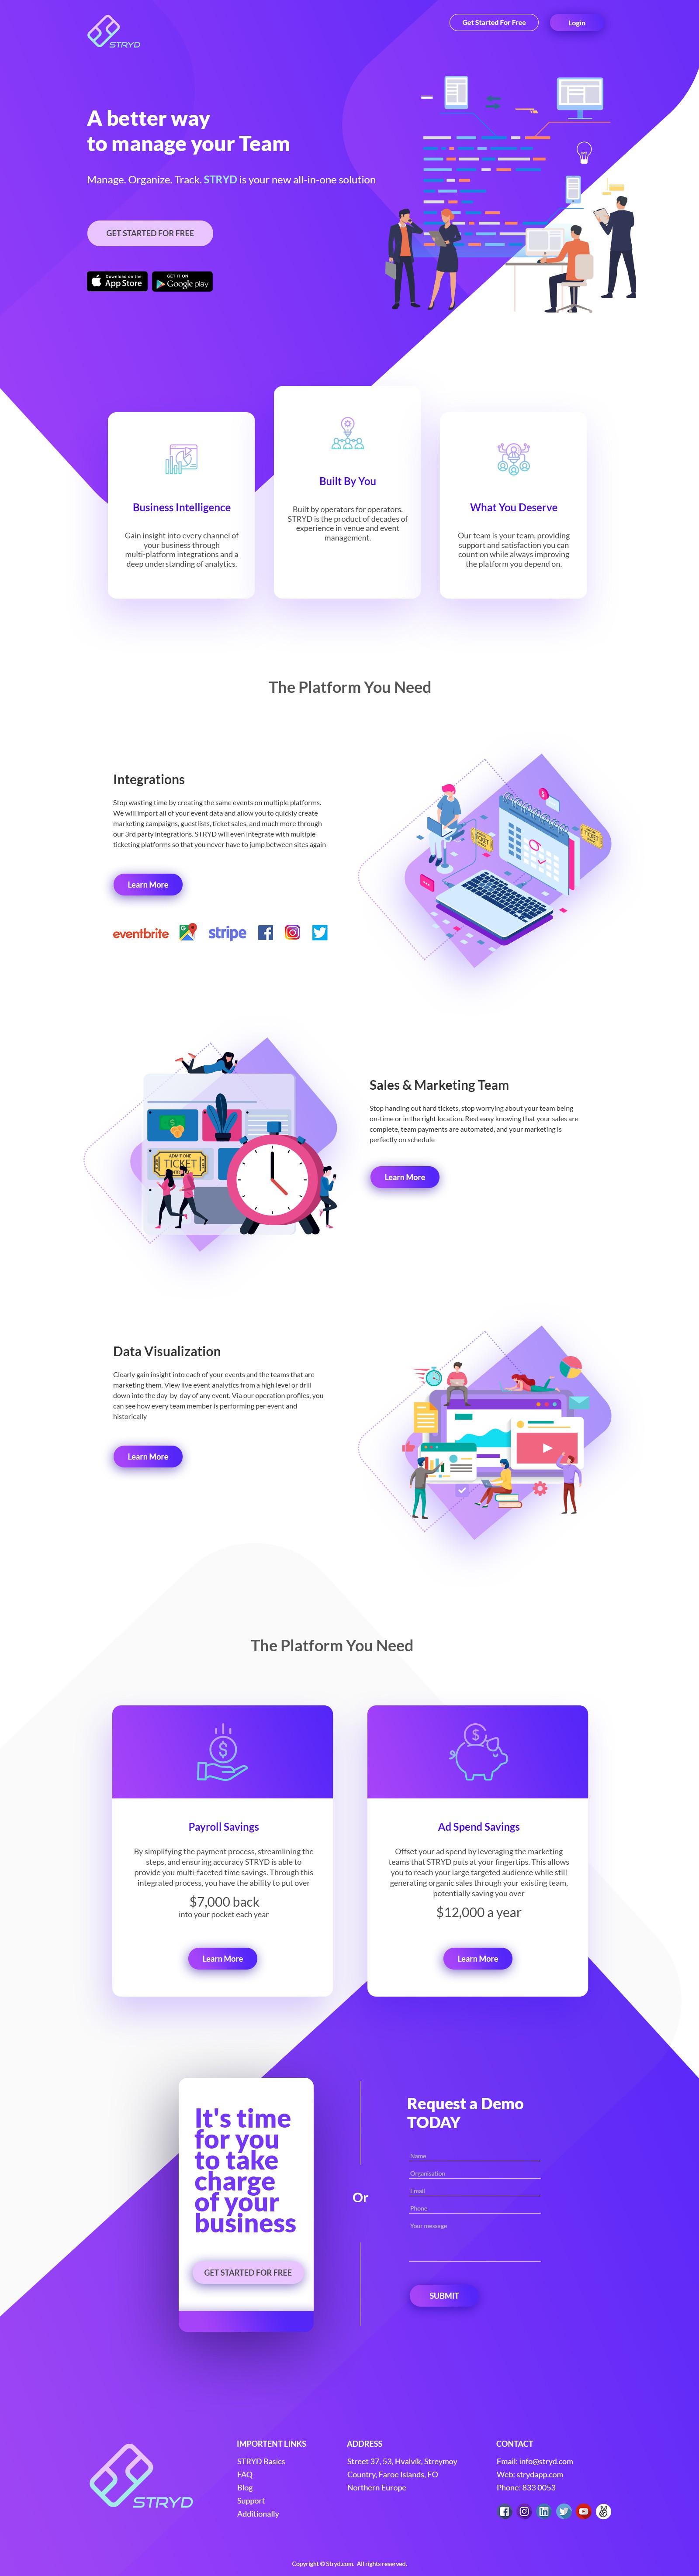 STRYD
Get Started For Free
Login
A better way
to manage your Team
Manage. Organize. Track. STRYD is your new all-in-one solution
GET STARTED FOR FREE
Download on the
App Store
GET IT ON
Google play
Business Intelligence
Gain insight into every channel of
your business through
multi-platform integrations and a
deep understanding of analytics.
Built By You
Built by operators for operators.
STRYD is the product of decades of
experience in venue and event
management.
What You Deserve
Our team is your team, providing
support and satisfaction you can
count on while always improving
the platform you depend on.
The Platform You Need
Integrations
Stop wasting time by creating the same events on multiple platforms.
We will import all of your event data and allow you to quickly create
marketing campaigns, guestlists, ticket sales, and much more through
our 3rd party integrations. STRYD will even integrate with multiple
ticketing platforms so that you never have to jump between sites again
Learn More
eventbrite
stripe
TICKET
TICKET
ADMIT ONE
TICKET
Sales & Marketing Team
Stop handing out hard tickets, stop worrying about your team being
on-time or in the right location. Rest easy knowing that your sales are
complete, team payments are automated, and your marketing is
perfectly on schedule
Learn More
Data Visualization
Clearly gain insight into each of your events and the teams that are
marketing them. View live event analytics from a high level or drill
down into the day-by-day of any event. Via our operation profiles, you
can see how every team member is performing per event and
historically
Learn More
The Platform You Need
Payroll Savings
By simplifying the payment process, streamlining the
steps, and ensuring accuracy STRYD is able to
provide you multi-faceted time savings. Through this
integrated process, you have the ability to put over
$7,000 back
into your pocket each year
Learn More
Ad Spend Savings
Offset your ad spend by leveraging the marketing
teams that STRYD puts at your fingertips. This allows
you to reach your large targeted audience while still
generating organic sales through your existing team,
potentially saving you over
$12,000 a year
Learn More
It's time
for you
to take
charge
of your
business
GET STARTED FOR FREE
Or
Request a Demo
TODAY
Name
Organisation
Email
Phone
Your message
SUBMIT
STRYD
IMPORTENT LINKS
STRYD Basics
FAQ
Blog
Support
Additionally
ADDRESS
Street 37, 53, Hvalvík, Streymoy
Country, Faroe Islands, FO
Northern Europe
CONTACT
Email: info@stryd.com
Web: strydapp.com
Phone: 833 0053
Copyright © Stryd.com. All rights reserved.